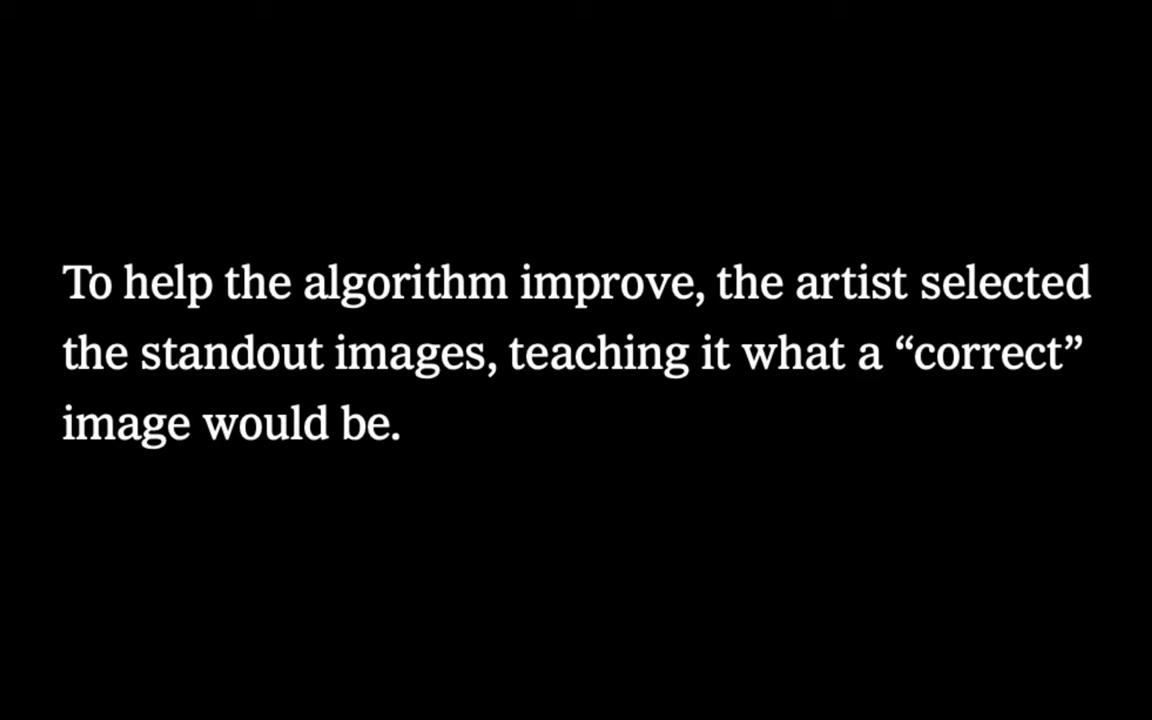 To help the algorithm improve, the artist selected
the standout images, teaching it what a “correct”
image would be.